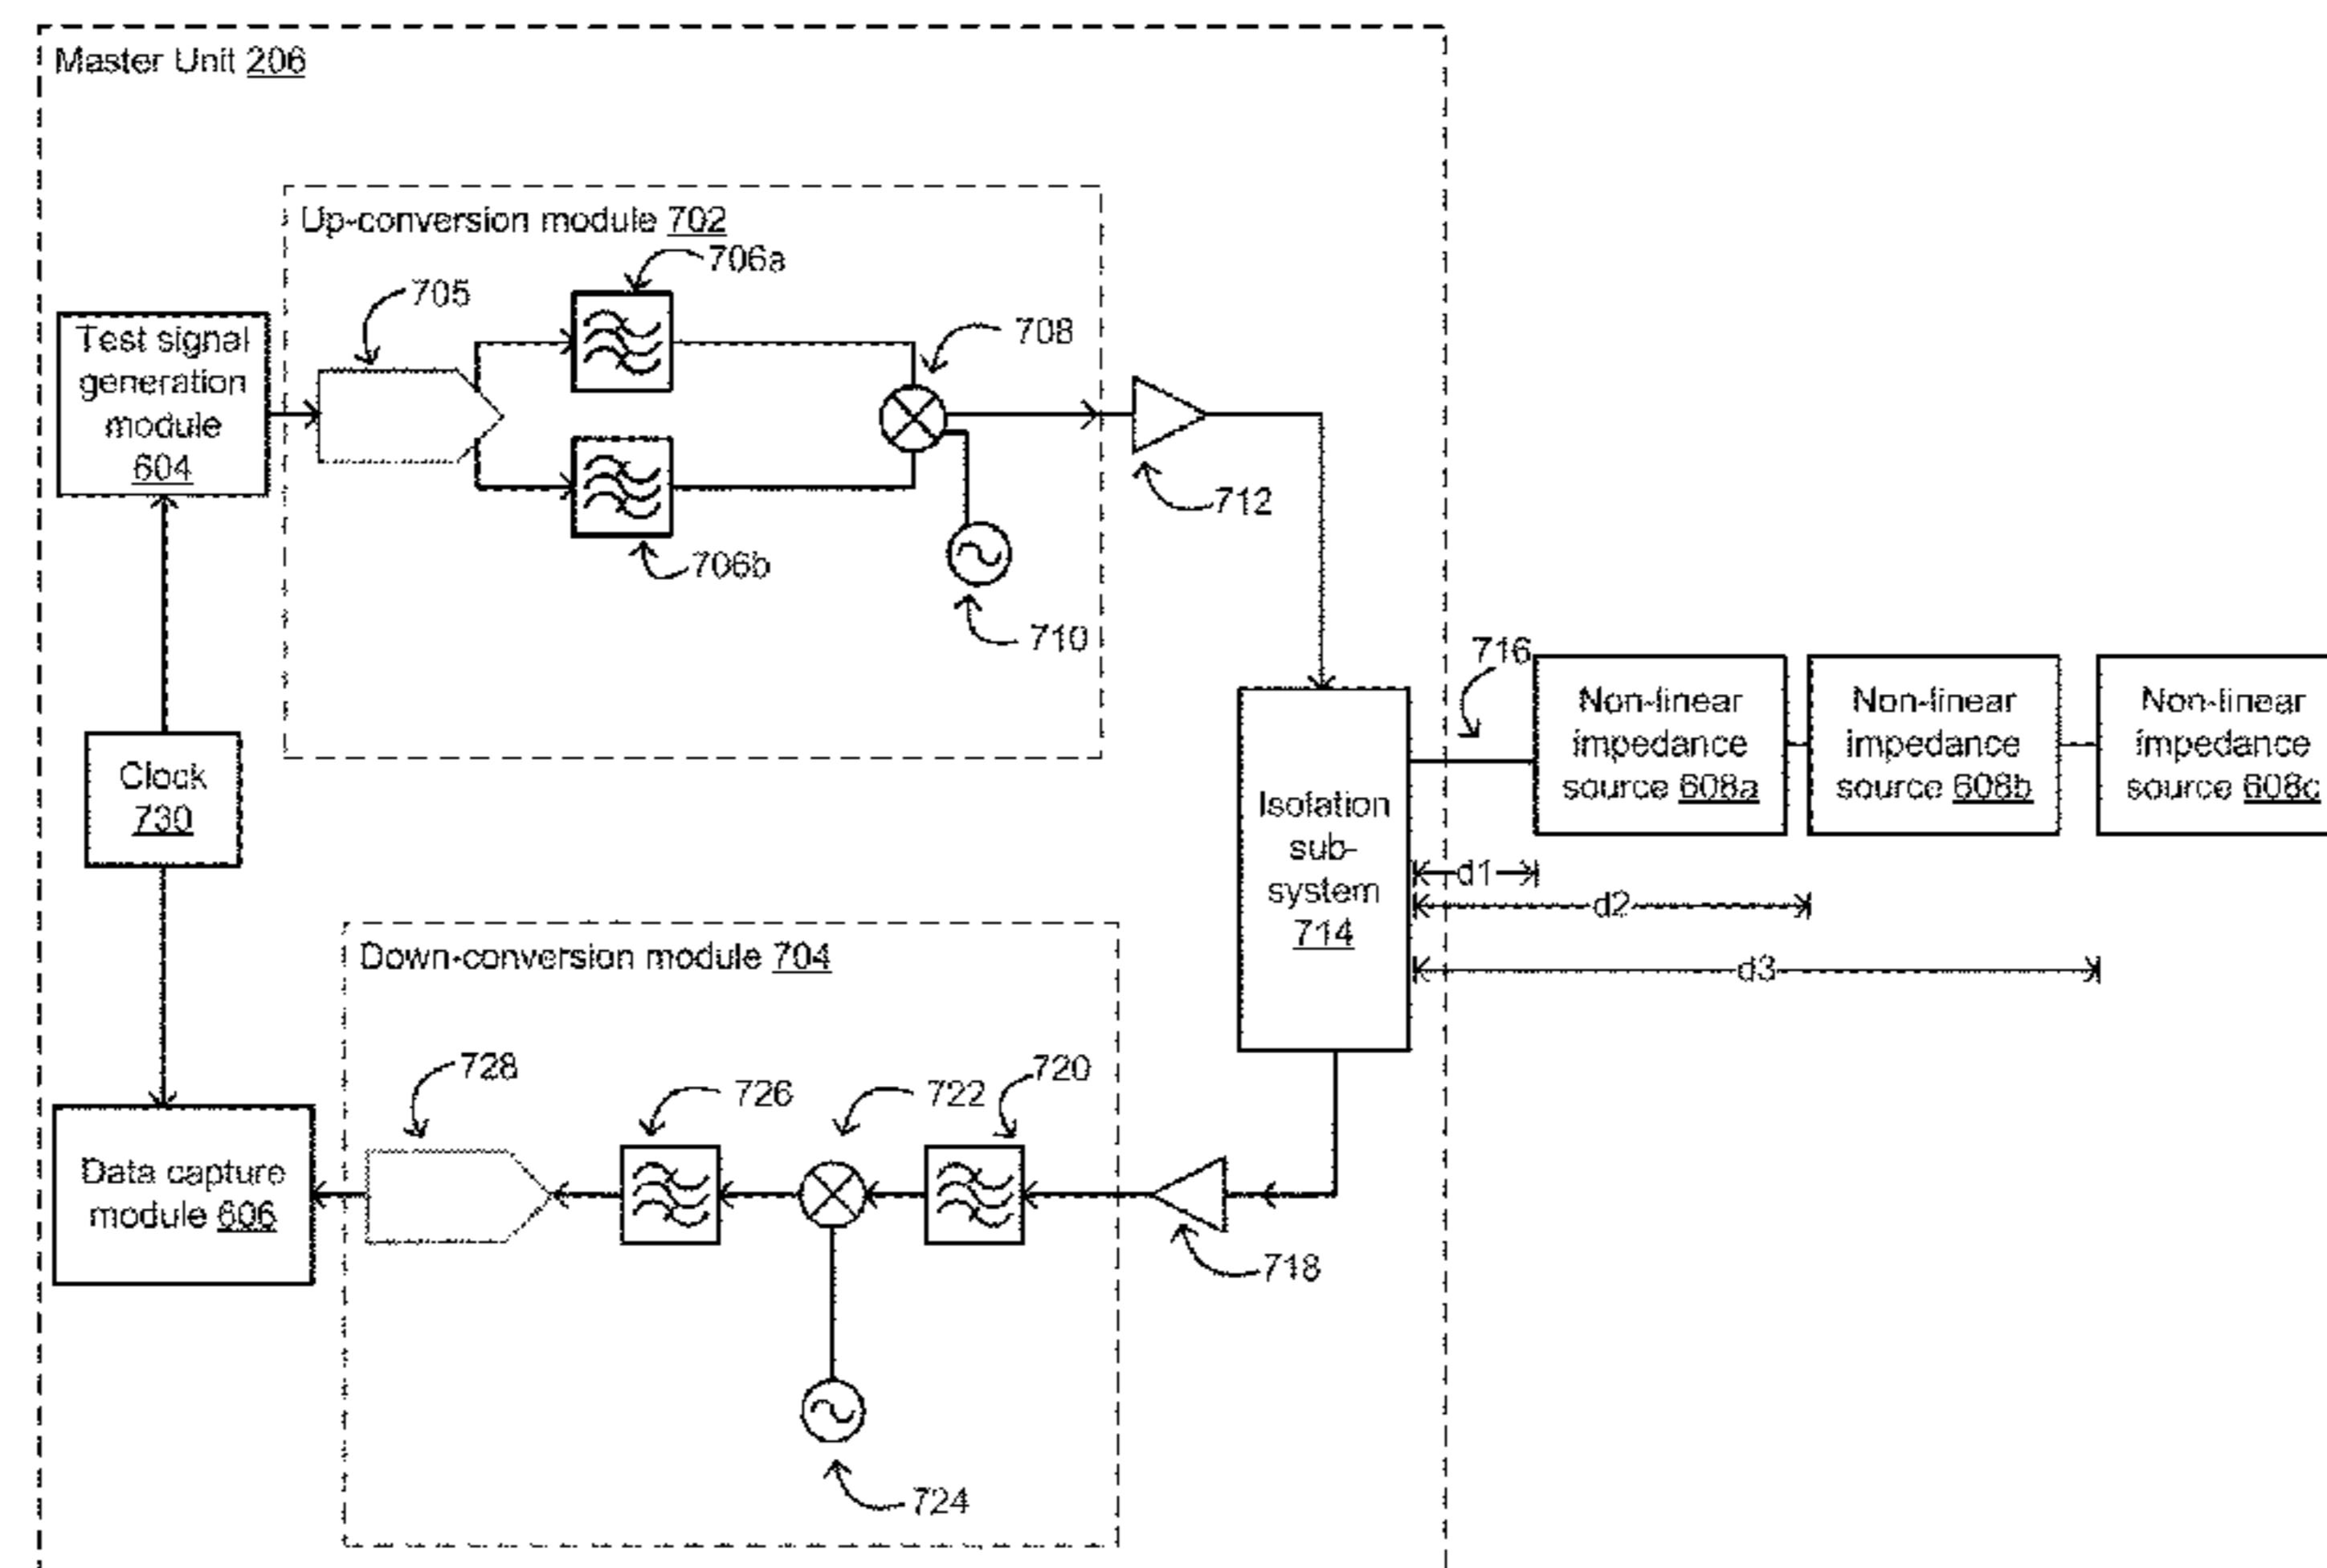 Master Unit 206
Up-conversion module 702
706a
705
708
Test signal
generation
module
604
712
706b
710
716
Non-linear
impedance
source 608a
Non-linear
impedance
source 608b
Non-linear
impedance
source 608c
Clock
730
Isolation
sub-
system
714
d1
d2
d3
Down-conversion module 704
728
726
722
720
Data capture
module 606
718
724